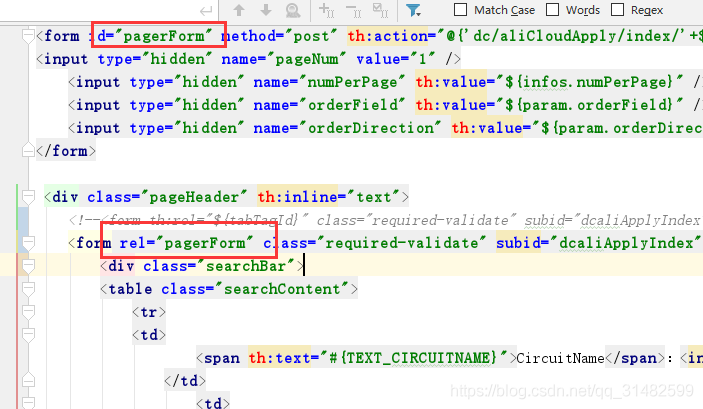 Match Case Words Regex
<form id="pagerForm" method="post" th:action="@{'dc/aliCloudApply/index/'+$
<input type="hidden" name="pageNum" value="1" />
<input type="hidden" name="numPerPage" th:value="${infos.numPerPage}" /
<input type="hidden" name="orderField" th:value="${param.orderField}" /
<input type="hidden" name="orderDirection" th:value="${param.orderDirec
</form>
<div class="pageHeader" th:inline="text">
<!--<form th:rel="${tabTagId}" class="required-validate" subid="dcaliApplyIndex
<form rel="pagerForm" class="required-validate" subid="dcaliApplyIndex"
<div class="searchBar">
<table class="searchContent">
<tr>
<td>
<span th:text="#{TEXT_CIRCUITNAME}">CircuitName</span>：<in
</td>
<td>
https://blog.csdn.net/qq_31482599